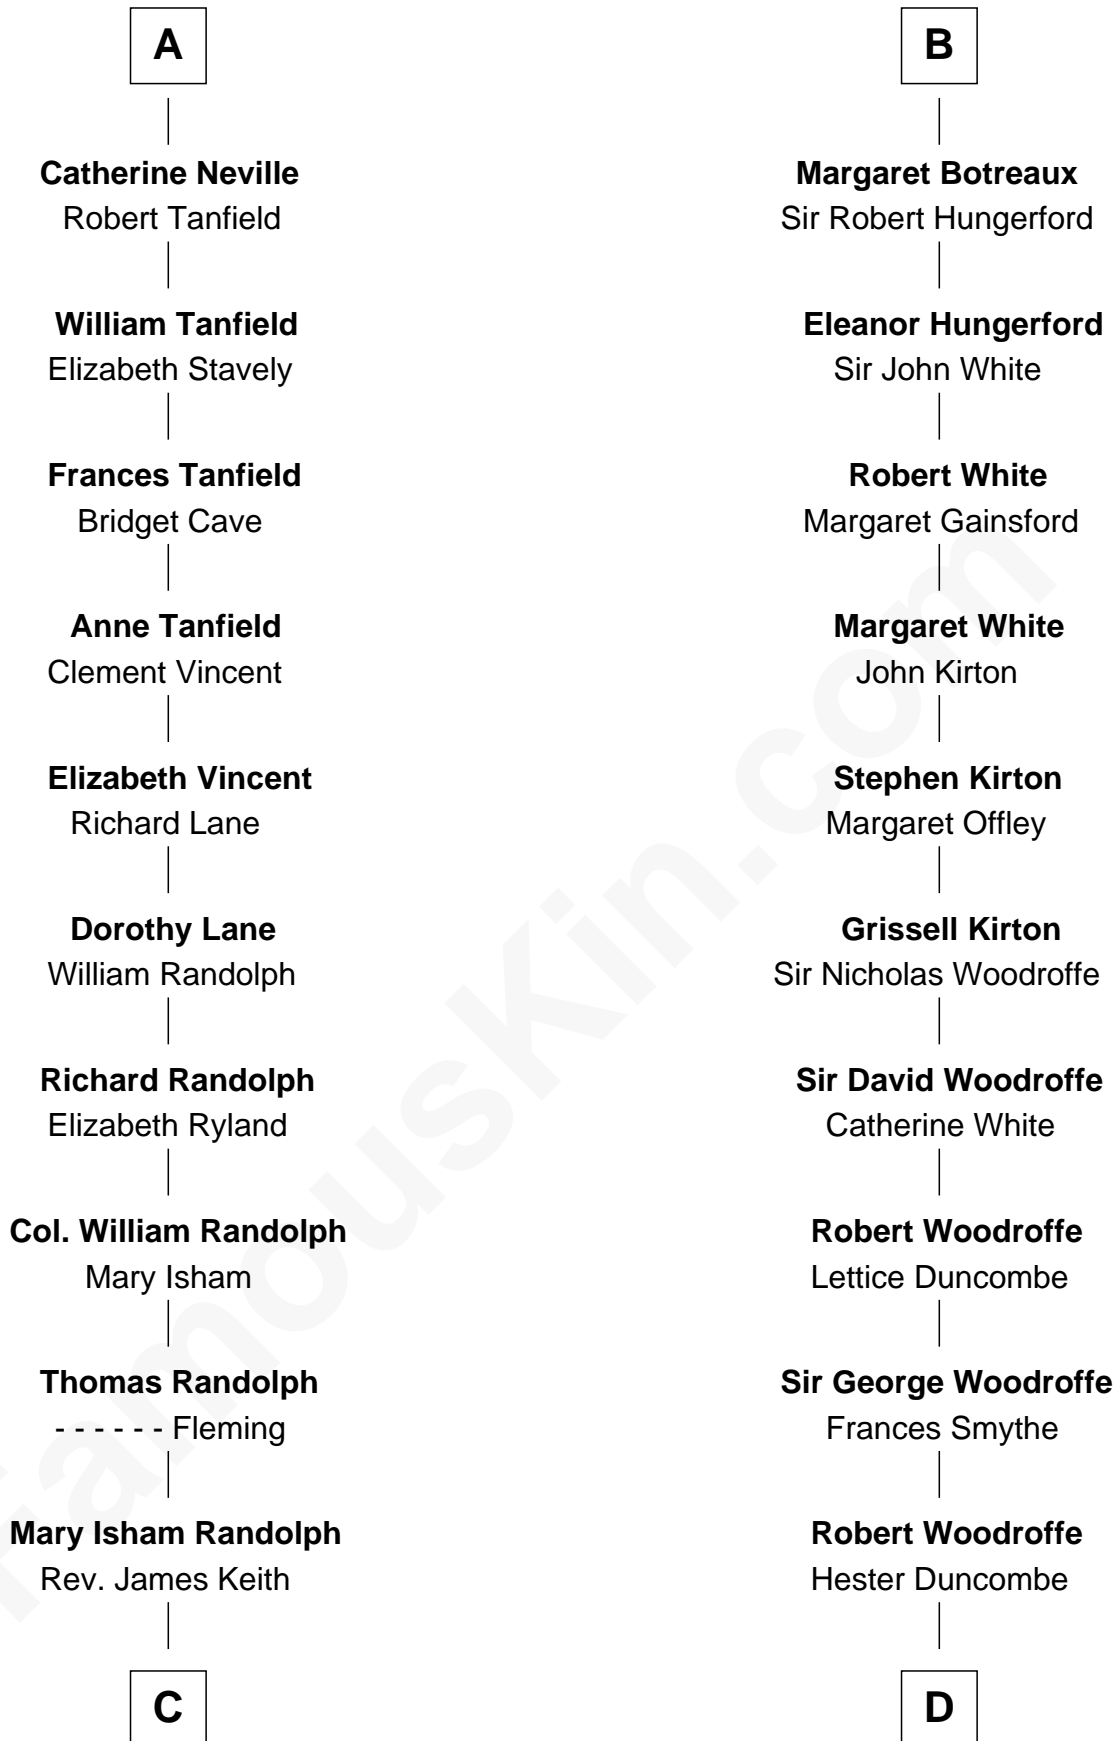 A
Catherine Neville
Robert Tanfield
William Tanfield
Elizabeth Stavely
Frances Tanfield
Bridget Cave
Anne Tanfield
Clement Vincent
Elizabeth Vincent
Richard Lane
Dorothy Lane
William Randolph
Richard Randolph
Elizabeth Ryland
Col. William Randolph
Mary Isham
Thomas Randolph
- - - - - - Fleming
Mary Isham Randolph
Rev. James Keith
C
B
Margaret Botreaux
Sir Robert Hungerford
Eleanor Hungerford
Sir John White
Robert White
Margaret Gainsford
Margaret White
John Kirton
Stephen Kirton
Margaret Offley
Grissell Kirton
Sir Nicholas Woodroffe
Sir David Woodroffe
Catherine White
Robert Woodroffe
Lettice Duncombe
Sir George Woodroffe
Frances Smythe
Robert Woodroffe
Hester Duncombe
D
FamousKin.com